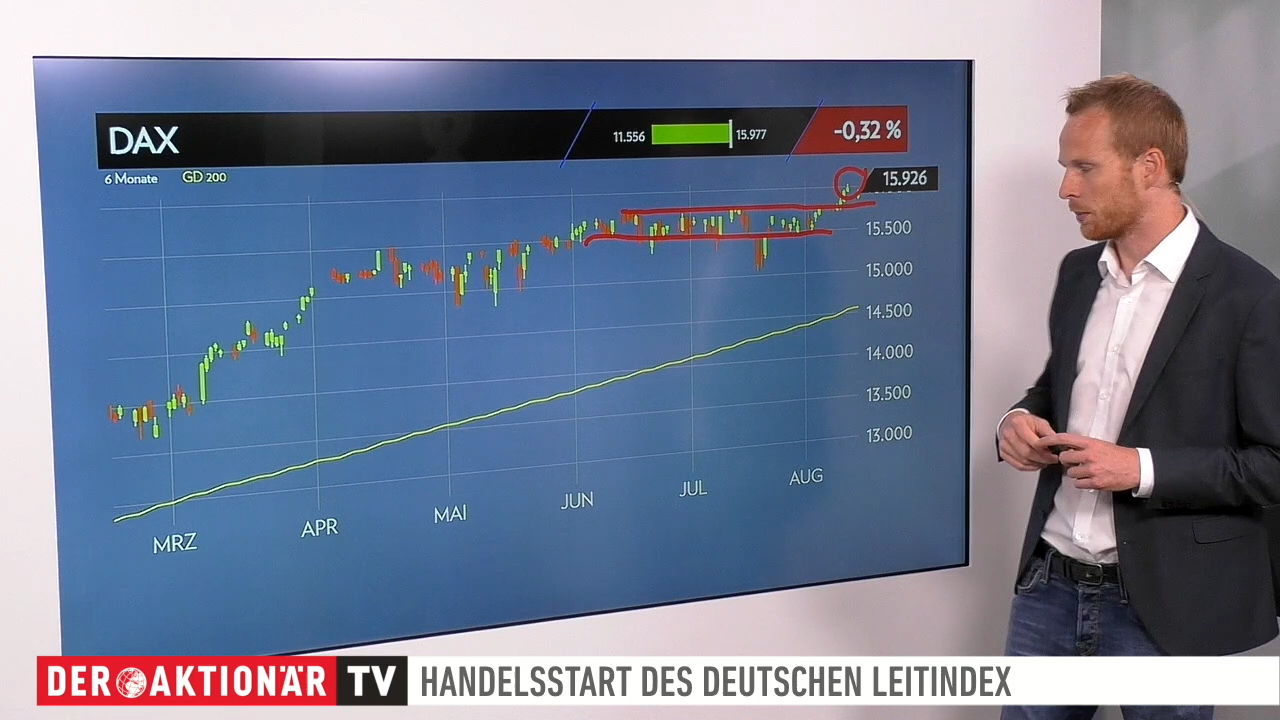 DAX
11.556
15.977
-0,32 %
6 Monate
GD 200
15.926
15.500
15.000
14.500
14.000
13.500
13.000
MRZ
APR
MAI
JUN
JUL
AUG
DER AKTIONÄR TV
HANDELSSTART DES DEUTSCHEN LEITINDEX